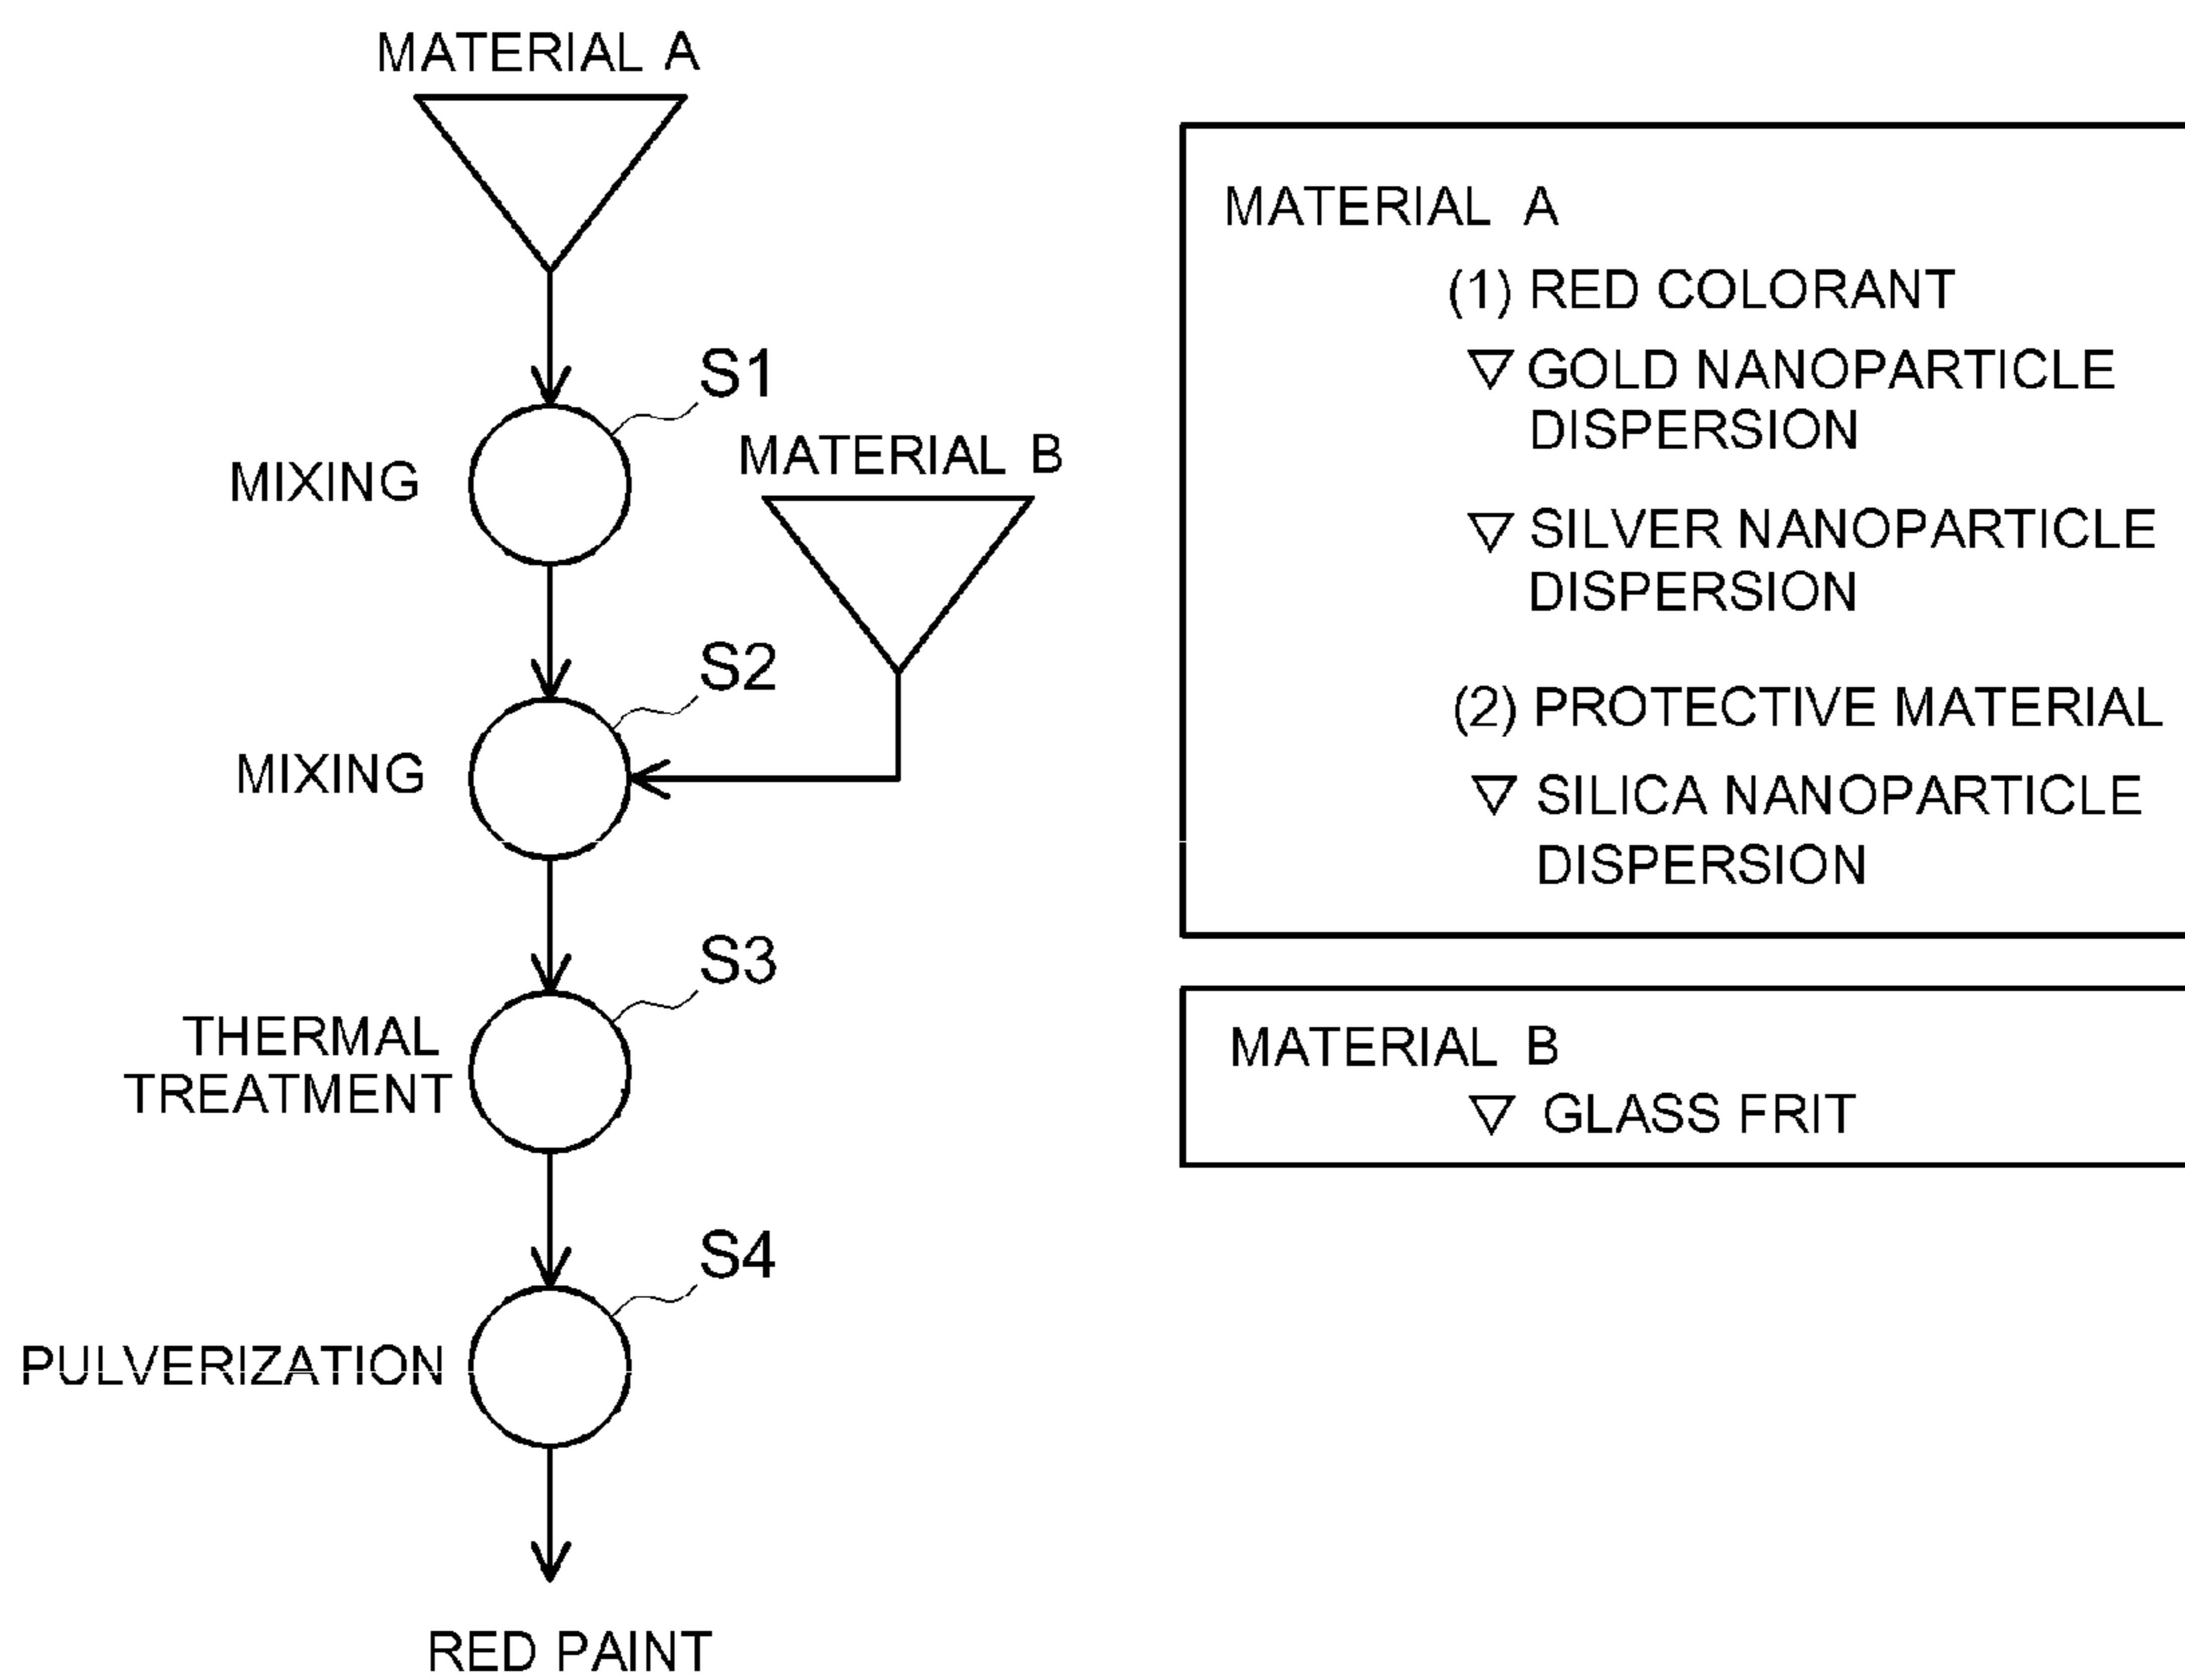 MATERIAL A
S1
MIXING
MATERIAL B
S2
MIXING
S3
THERMAL
TREATMENT
S4
PULVERIZATION
RED PAINT
MATERIAL A
(1) RED COLORANT
▽ GOLD NANOPARTICLE
DISPERSION
▽ SILVER NANOPARTICLE
DISPERSION
(2) PROTECTIVE MATERIAL
▽ SILICA NANOPARTICLE
DISPERSION
MATERIAL B
▽ GLASS FRIT